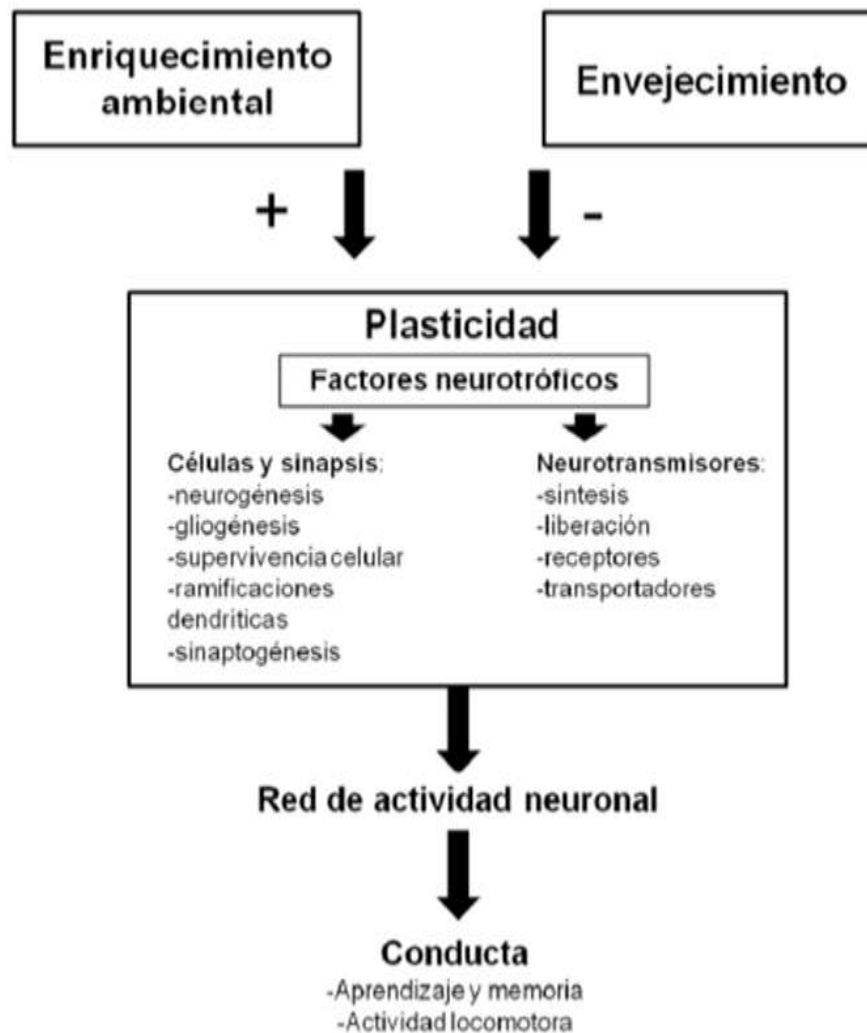 Enriquecimiento
ambiental
Envejecimiento
+
-
Plasticidad
Factores neurotróficos
Células y sinapsis:
-neurogénesis
-gliogénesis
-supervivencia celular
-ramificaciones
dendríticas
-sinaptogénesis
Neurotransmisores:
-síntesis
-liberación
-receptores
-transportadores
Red de actividad neuronal
Conducta
-Aprendizaje y memoria
-Actividad locomotora